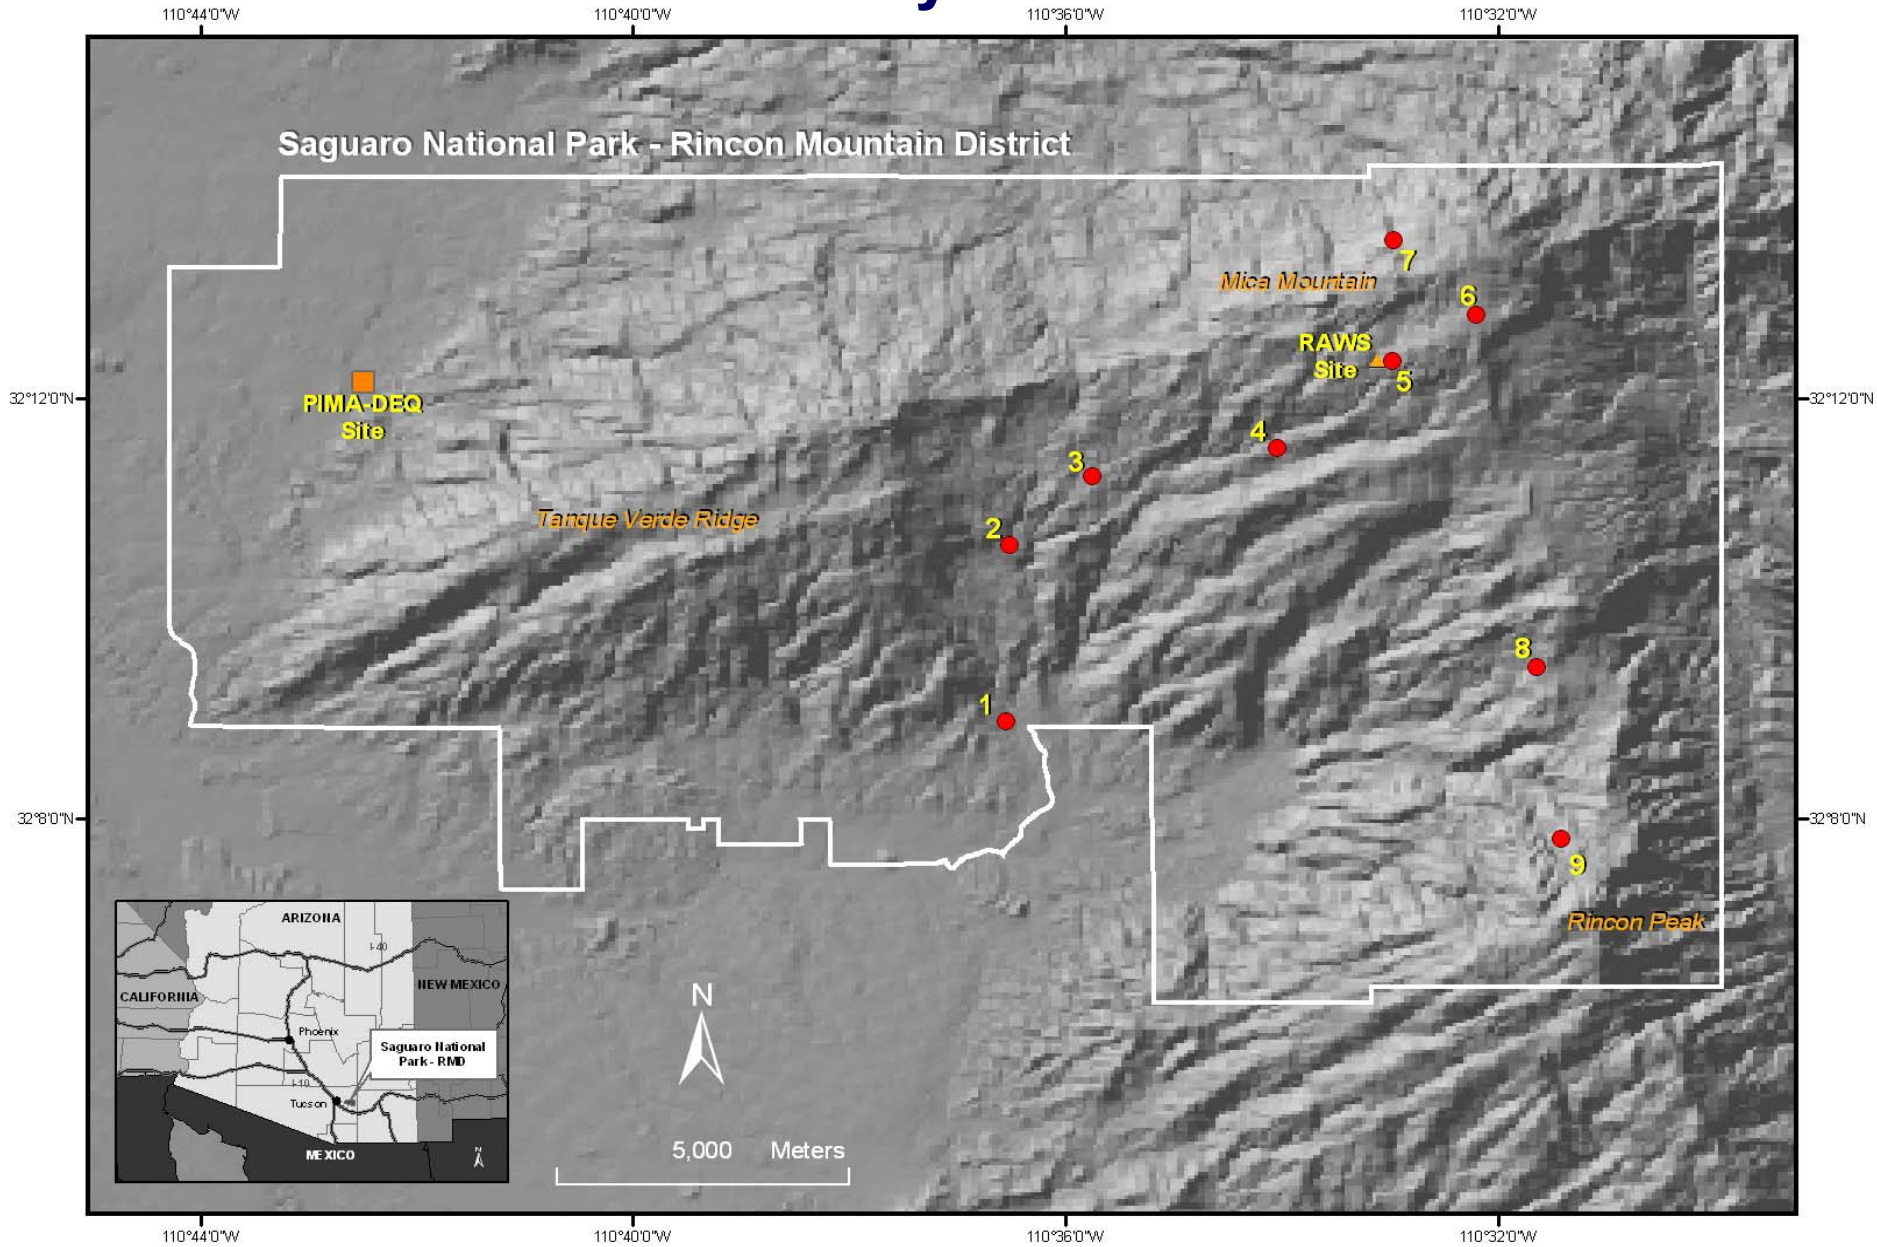 110°44'0"W
110°40'0"W
110°36'0"W
110°32'0"W
Saguaro National Park - Rincon Mountain District
7
Mica Mountain
6
RAWS
Site
5
32°12'0"N
32°12'0"N
PIMA-DEQ
Site
4
3
Tanque Verde Ridge
2
8
1
32°8'0"N
32°8'0"N
9
Rincon Peak
ARIZONA
I-40
NEW MEXICO
CALIFORNIA
Phoenix
Saguaro National
Park - RMD
I-10
Tucson
MEXICO
N
N
5,000 Meters
110°44'0"W
110°40'0"W
110°36'0"W
110°32'0"W